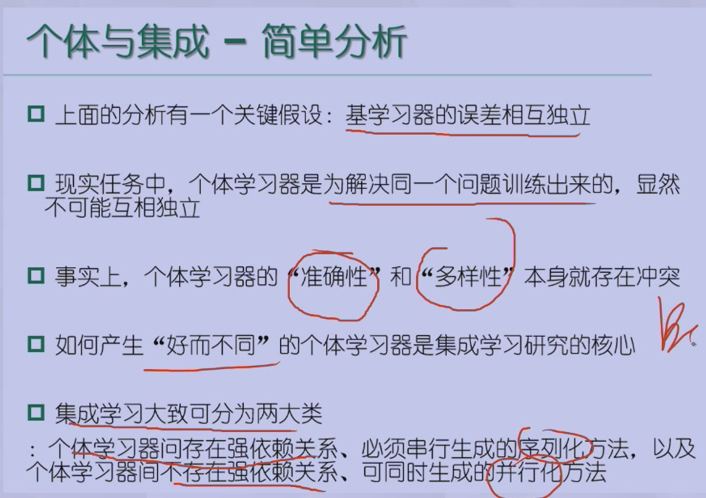 个体与集成 - 简单分析
上面的分析有一个关键假设：基学习器的误差相互独立
现实任务中，个体学习器是为解决同一个问题训练出来的，显然
不可能互相独立
事实上，个体学习器的“准确性”和“多样性”本身就存在冲突
如何产生“好而不同”的个体学习器是集成学习研究的核心
集成学习大致可分为两大类
：个体学习器问存在强依赖关系、必须串行生成的序列化方法，以及
个体学习器间不存在强依赖关系、可同时生成的并行化方法